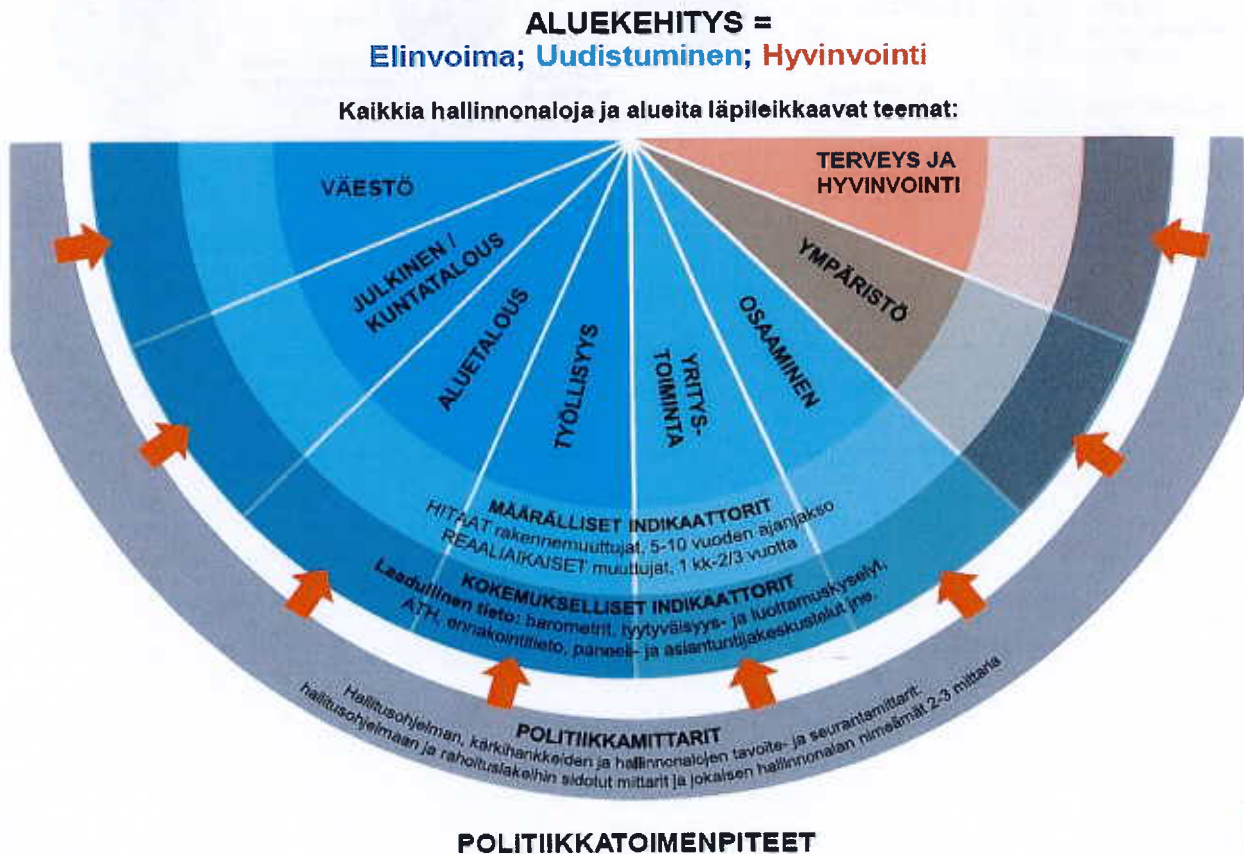 ALUEKEHITYS =
Elinvoima; Uudistuminen; Hyvinvointi
Kaikkia hallinnonaloja ja alueita läpileikkaavat teemat:
VÄESTÖ
JULKINEN /
KUNTATALOUS
ALUETALOUS
TYÖLLISYYS
YRITYS-
TOIMINTA
OSAAMINEN
YMPÄRISTÖ
TERVEYS JA
HYVINVOINTI
MÄÄRÄLLISET INDIKAATTORIT
HITAAT rakennemuuttujat, 5-10 vuoden ajanjakso
REAALIAIKAISET muuttujat, 1 kk-2/3 vuotta
KOKEMUKSELLISET INDIKAATTORIT
Laadullinen tieto: barometrit, tyytyväisyys- ja luottamuskyselyt,
ATH, ennakointitieto, paneeli- ja asiantuntijakeskustelut jne.
POLITIIKKAMITTARIT
Hallitusohjelman, kärkihankkeiden ja hallinnonalojen tavoite- ja seurantamittarit:
hallitusohjelmaan ja rahoituslakeihin sidotut mittarit ja jokaisen hallinnonalan nimeämät 2-3 mittaria
POLITIIKKATOIMENPITEET